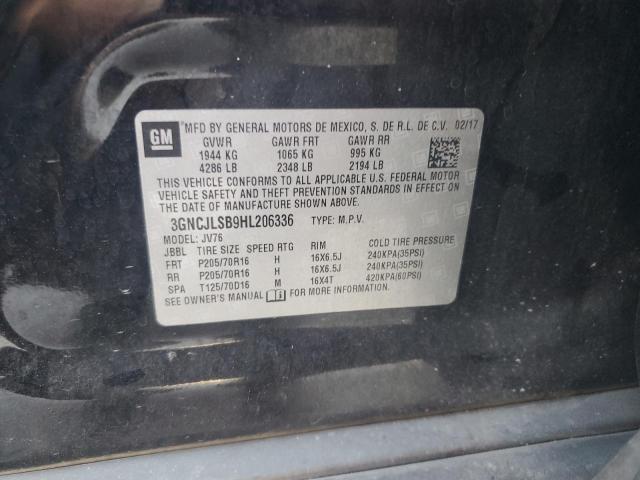 GM
MFD BY GENERAL MOTORS DE MEXICO, S. DE R.L. DE C.V. 02/17
GVWR GAWR FRT GAWR RR
1944 KG 1065 KG 995 KG
4286 LB 2348 LB 2194 LB
THIS VEHICLE CONFORMS TO ALL APPLICABLE U.S. FEDERAL MOTOR
VEHICLE SAFETY AND THEFT PREVENTION STANDARDS IN EFFECT ON THE
DATE OF MANUFACTURE SHOWN ABOVE.
3GNCJLSB9HL206336 TYPE: M.P.V.
MODEL: JV76
JBBL TIRE SIZE SPEED RTG RIM COLD TIRE PRESSURE
FRT P205/70R16 H 16X6.5J 240KPA(35PSI)
RR P205/70R16 H 16X6.5J 240KPA(35PSI)
SPA T125/70D16 M 16X4T 420KPA(60PSI)
SEE OWNER'S MANUAL FOR MORE INFORMATION.